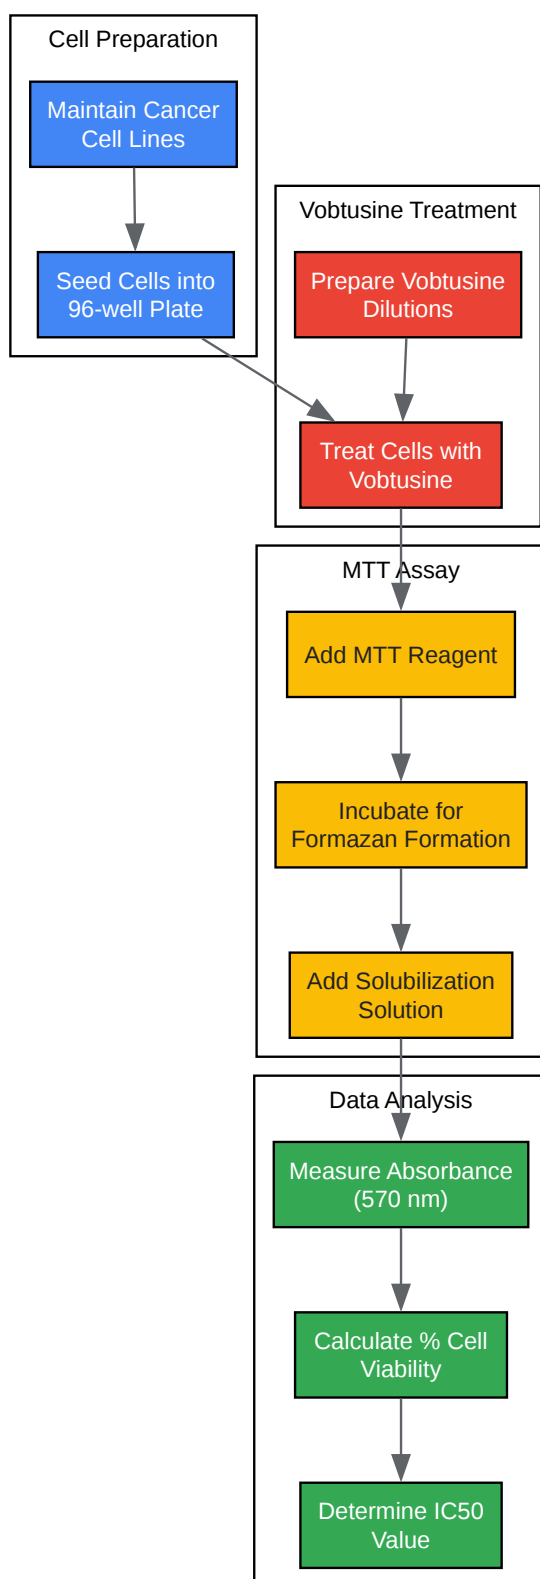 Cell Preparation
Maintain Cancer
Cell Lines
Seed Cells into
96-well Plate
Vobtusine Treatment
Prepare Vobtusine
Dilutions
Treat Cells with
Vobtusine
MTT Assay
Add MTT Reagent
Incubate for
Formazan Formation
Add Solubilization
Solution
Data Analysis
Measure Absorbance
(570 nm)
Calculate % Cell
Viability
Determine IC50
Value